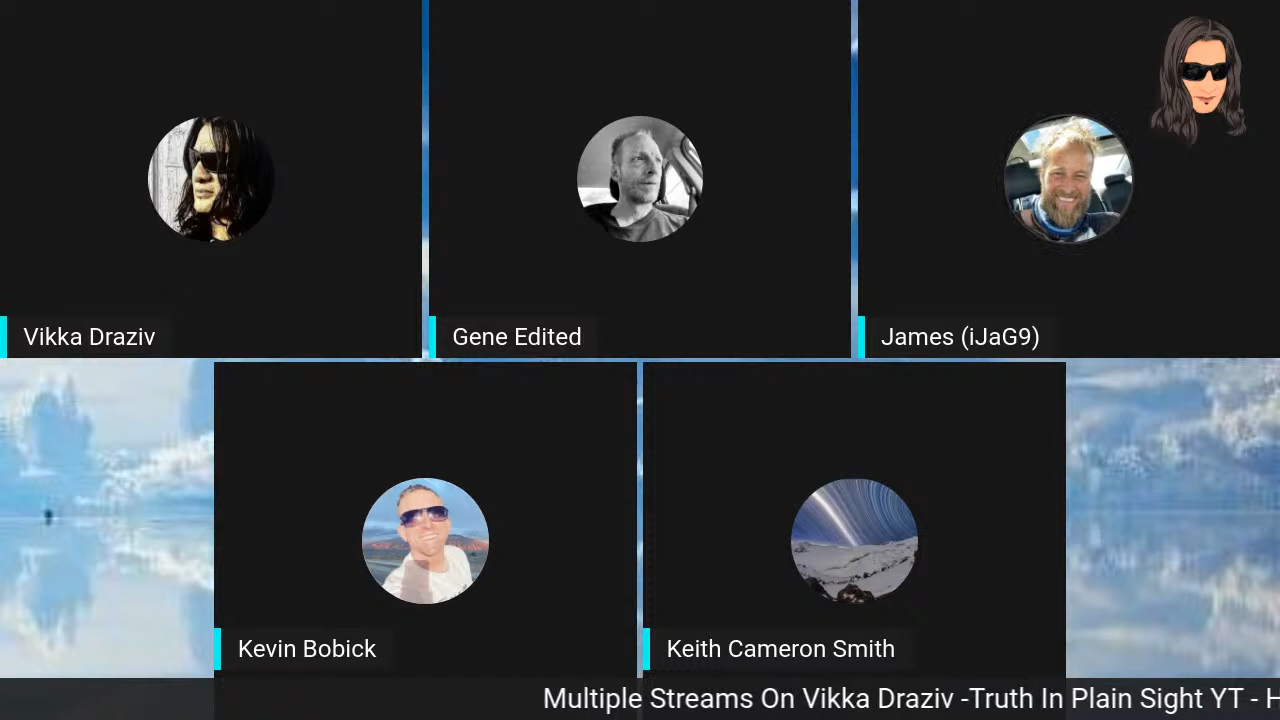 Vikka Draziv
Gene Edited
James (iJaG9)
Kevin Bobick
Keith Cameron Smith
Multiple Streams On Vikka Draziv -Truth In Plain Sight YT - H